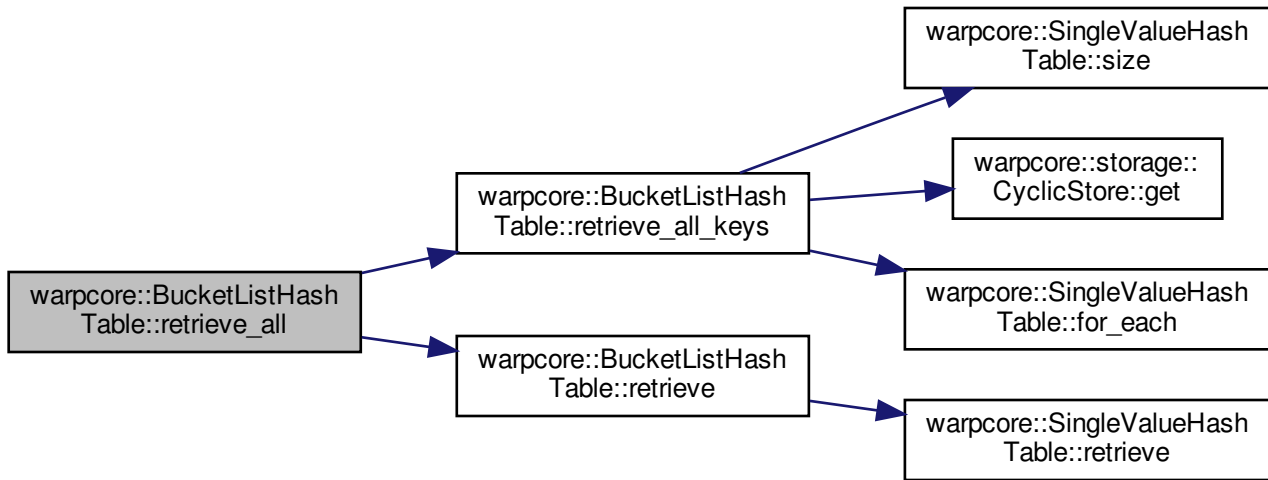 warpcore::BucketListHash
Table::retrieve_all
warpcore::BucketListHash
Table::retrieve_all_keys
warpcore::SingleValueHash
Table::size
warpcore::storage::
CyclicStore::get
warpcore::SingleValueHash
Table::for_each
warpcore::BucketListHash
Table::retrieve
warpcore::SingleValueHash
Table::retrieve